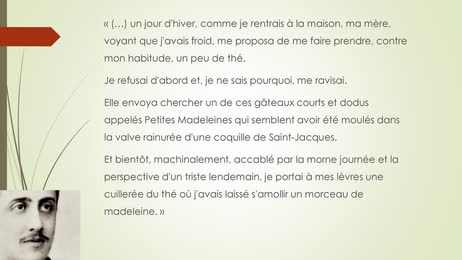 « (…) un jour d'hiver, comme je rentrais à la maison, ma mère,
voyant que j'avais froid, me proposa de me faire prendre, contre
mon habitude, un peu de thé.
Je refusai d'abord et, je ne sais pourquoi, me ravisai.
Elle envoya chercher un de ces gâteaux courts et dodus
appelés Petites Madeleines qui semblent avoir été moulés dans
la valve rainurée d'une coquille de Saint-Jacques.
Et bientôt, machinalement, accablé par la morne journée et la
perspective d'un triste lendemain, je portai à mes lèvres une
cuillerée du thé où j'avais laissé s'amollir un morceau de
madeleine. »